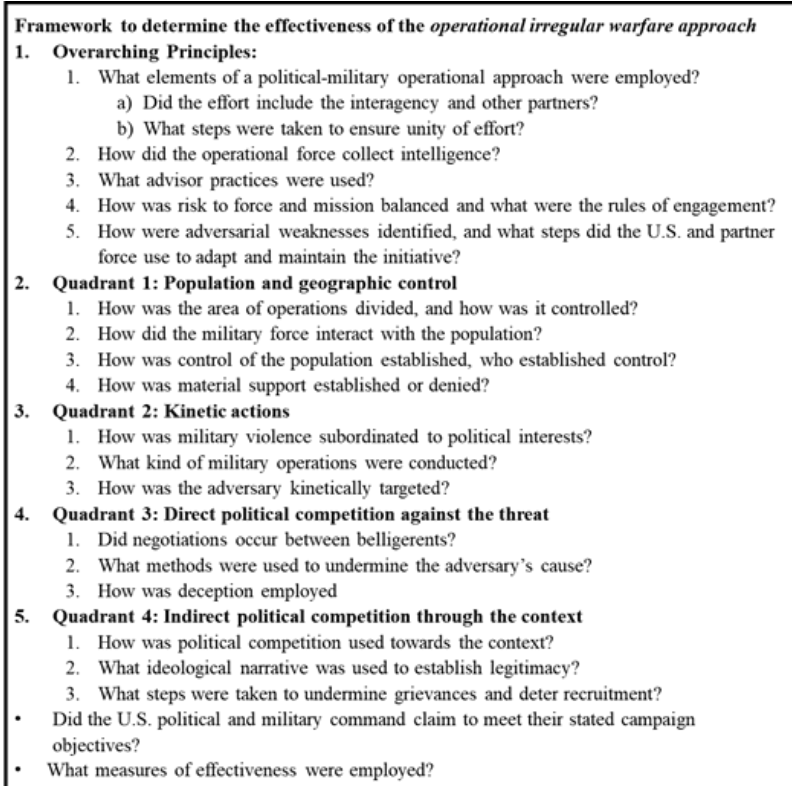 Framework to determine the effectiveness of the operational irregular warfare approach
1. Overarching Principles:
1. What elements of a political-military operational approach were employed?
a) Did the effort include the interagency and other partners?
b) What steps were taken to ensure unity of effort?
2. How did the operational force collect intelligence?
3. What advisor practices were used?
4. How was risk to force and mission balanced and what were the rules of engagement?
5. How were adversarial weaknesses identified, and what steps did the U.S. and partner
force use to adapt and maintain the initiative?
2. Quadrant 1: Population and geographic control
1. How was the area of operations divided, and how was it controlled?
2. How did the military force interact with the population?
3. How was control of the population established, who established control?
4. How was material support established or denied?
3. Quadrant 2: Kinetic actions
1. How was military violence subordinated to political interests?
2. What kind of military operations were conducted?
3. How was the adversary kinetically targeted?
4. Quadrant 3: Direct political competition against the threat
1. Did negotiations occur between belligerents?
2. What methods were used to undermine the adversary's cause?
3. How was deception employed
5. Quadrant 4: Indirect political competition through the context
1. How was political competition used towards the context?
2. What ideological narrative was used to establish legitimacy?
3. What steps were taken to undermine grievances and deter recruitment?
• Did the U.S. political and military command claim to meet their stated campaign
objectives?
• What measures of effectiveness were employed?